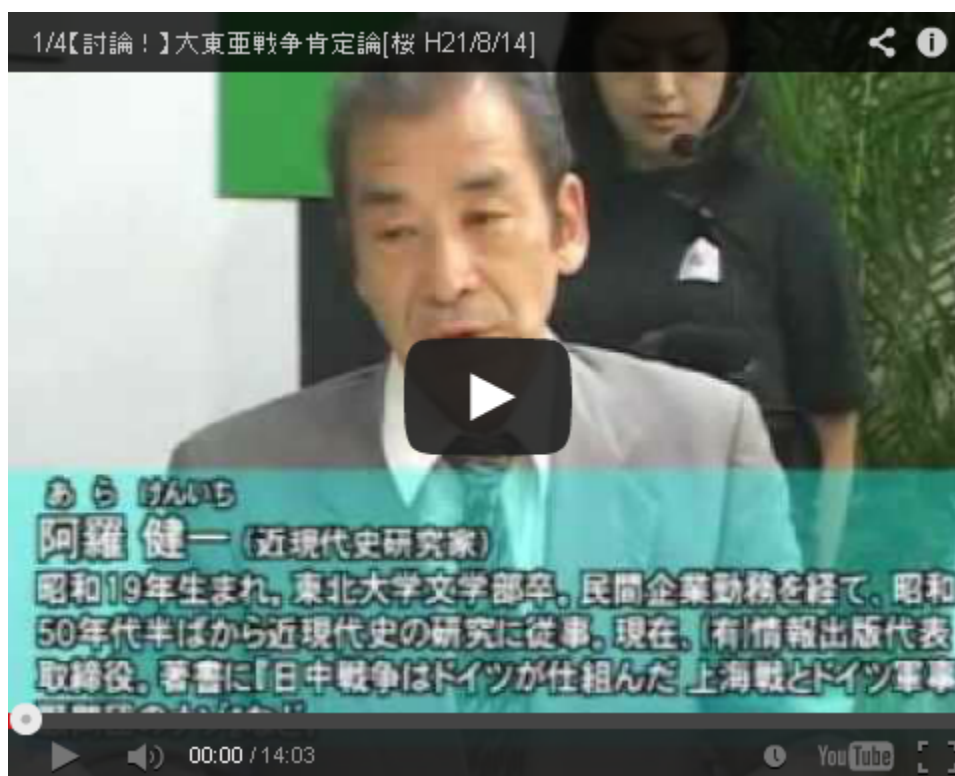 1/4【討論！】大東亜戦争肯定論[桜 H21/8/14]
あ ら けんいち
阿羅 健一 (近現代史研究家)
昭和19年生まれ。東北大学文学部卒。民間企業勤務を経て、昭和
50年代半ばから近現代史の研究に従事。現在、(有)情報出版代表
取締役。著書に『日中戦争はドイツが仕組んだ 上海戦とドイツ軍事
00:00 / 14:03
YouTube